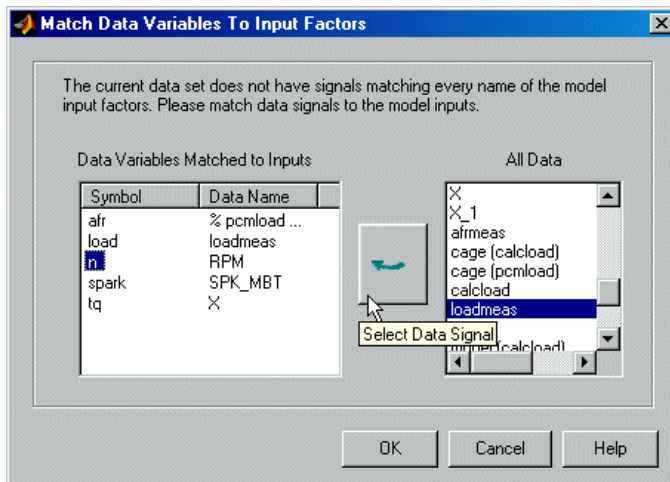 Match Data Variables To Input Factors
The current data set does not have signals matching every name of the model
input factors. Please match data signals to the model inputs.
Data Variables Matched to Inputs
All Data
Symbol Data Name
afr % pcmload ...
load loadmeas
n RPM
spark SPK_MBT
tq X
X
X_1
afrmeas
cage (calcload)
cage (pcmload)
calcload
loadmeas
Select Data Signal
OK Cancel Help